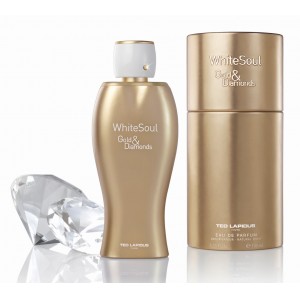 WhiteSoul
Gold&
Diamonds
TED LAPIDUS
WhiteSoul
Gold&
Diamonds
TED LAPIDUS
EAU DE PARFUM